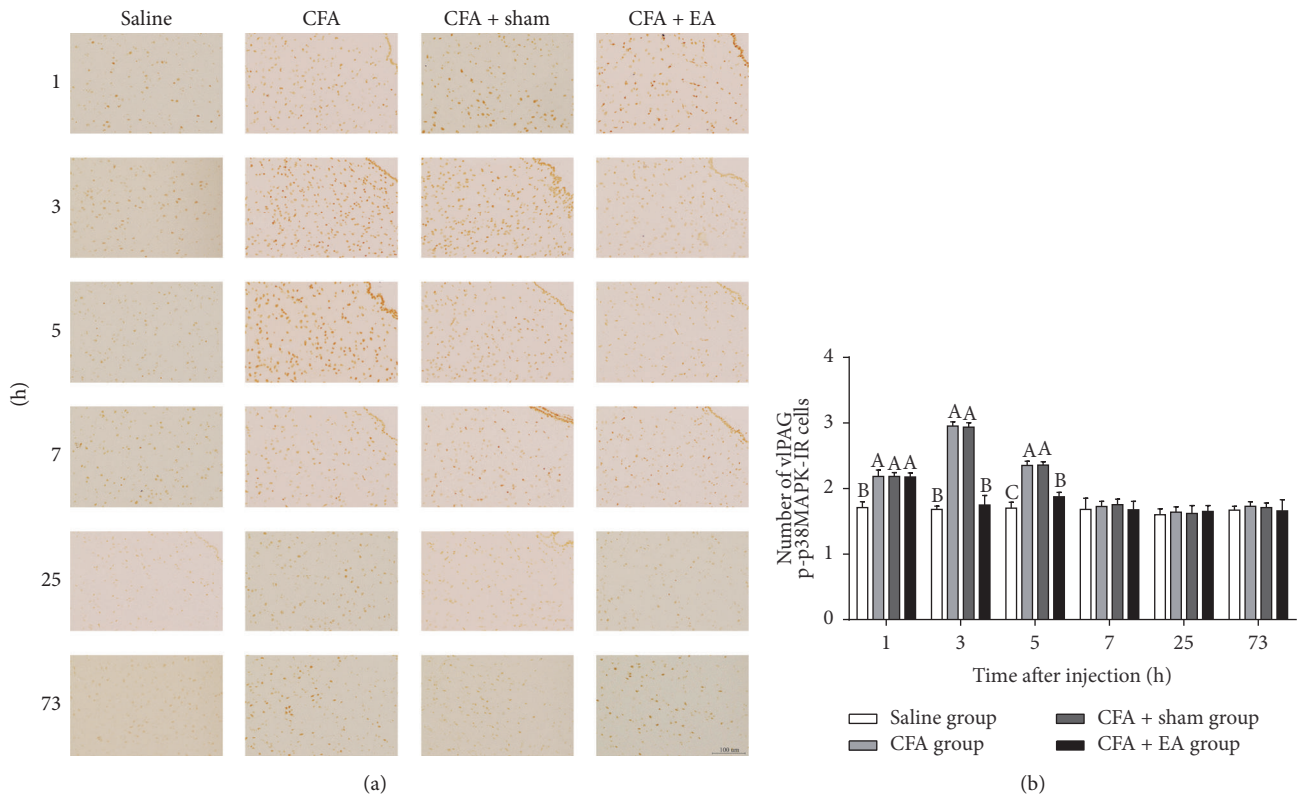 Saline CFA CFA + sham CFA + EA
1
3
5
7
25
73
(h)
100 nm
(a)
Number of vlPAG
p-p38MAPK-IR cells
4
3
2
1
0
B A A A
B A A B
C A A B
1 3 5 7 25 73
Time after injection (h)
Saline group
CFA group
CFA + sham group
CFA + EA group
(b)